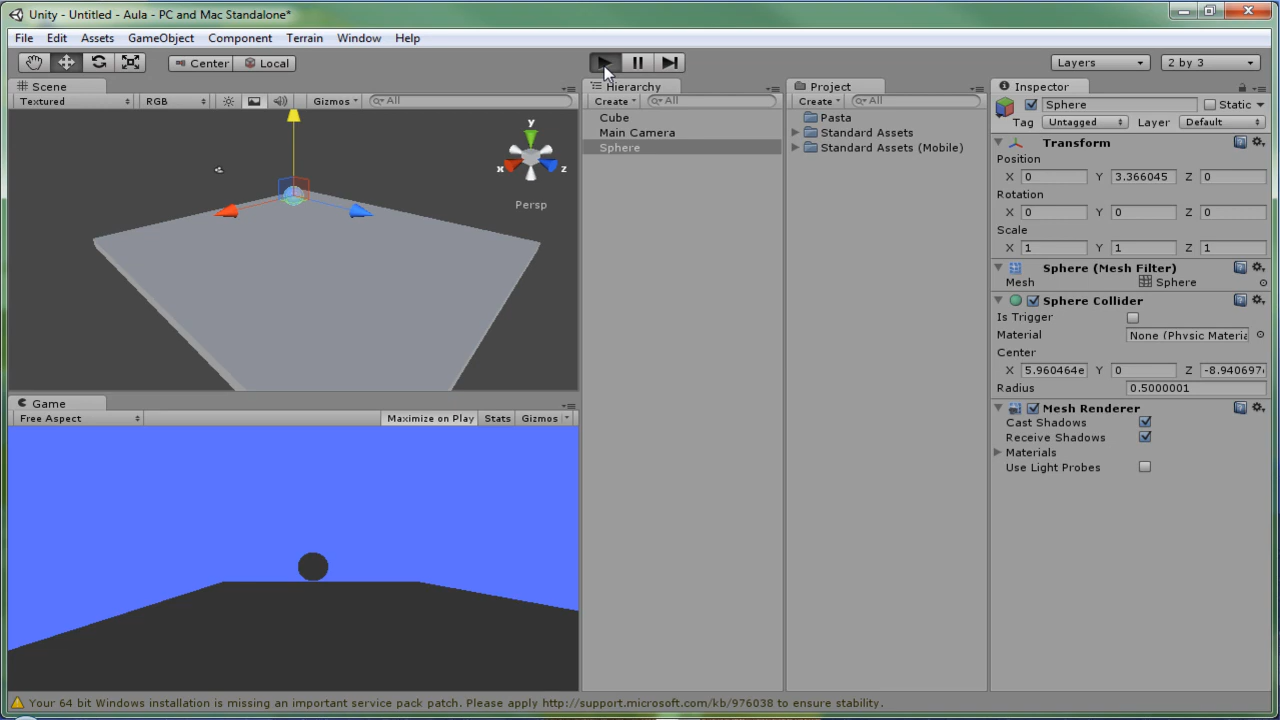 Unity - Untitled - Aula - PC and Mac Standalone*
File Edit Assets GameObject Component Terrain Window Help
Center Local Layers 2 by 3
Scene
Textured RGB Gizmos All
y
x z
Persp
Game
Free Aspect Maximize on Play Stats Gizmos
Hierarchy
Create All
Cube
Main Camera
Sphere
Project
Create All
Pasta
Standard Assets
Standard Assets (Mobile)
Inspector
Sphere Static
Tag Untagged Layer Default
Transform
Position
X 0 Y 3.366045 Z 0
Rotation
X 0 Y 0 Z 0
Scale
X 1 Y 1 Z 1
Sphere (Mesh Filter)
Mesh Sphere
Sphere Collider
Is Trigger
Material None (Physic Materia
Center
X 5.960464e Y 0 Z -8.940697
Radius 0.5000001
Mesh Renderer
Cast Shadows
Receive Shadows
Materials
Use Light Probes
Your 64 bit Windows installation is missing an important service pack patch. Please apply http://support.microsoft.com/kb/976038 to ensure stability.